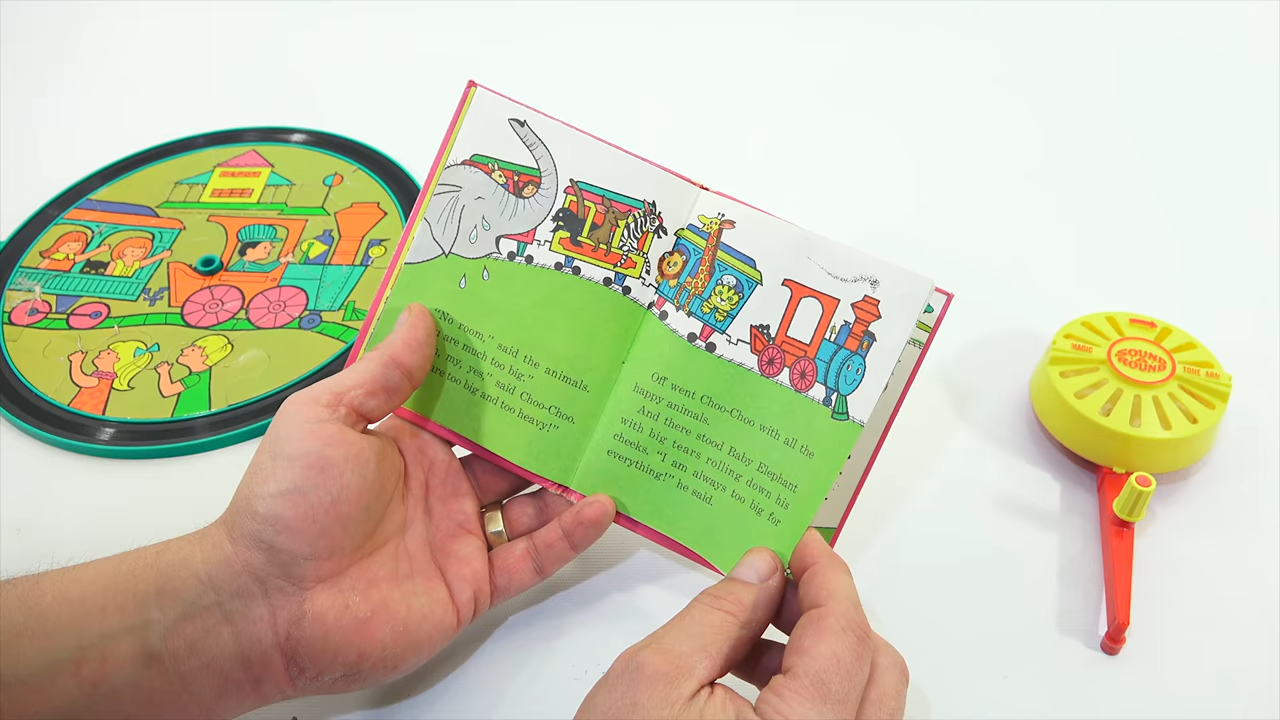 "No room," said the animals.
are much too big."
my, yes," said Choo-Choo.
are too big and too heavy!"
Off went Choo-Choo with all the
happy animals.
And there stood Baby Elephant
with big tears rolling down his
cheeks. "I am always too big for
everything!" he said.
MAGIC
SOUND
ROUND
TONE ARM